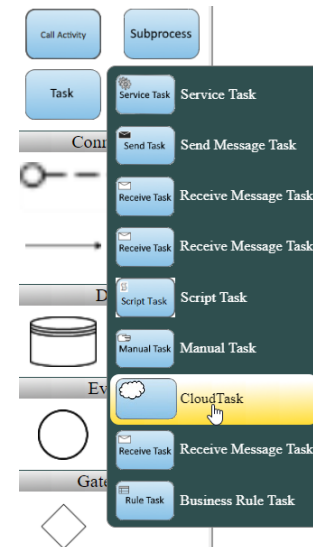 Call Activity
Subprocess
Task
Service Task Service Task
Conn
Send Task Send Message Task
Receive Task Receive Message Task
Receive Task Receive Message Task
D
Script Task Script Task
Manual Task Manual Task
Ev
CloudTask
Receive Task Receive Message Task
Gate
Rule Task Business Rule Task